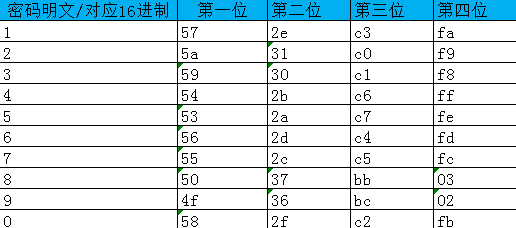 密码明文/对应16进制 第一位 第二位 第三位 第四位
1 57 2e c3 fa
2 5a 31 c0 f9
3 59 30 c1 f8
4 54 2b c6 ff
5 53 2a c7 fe
6 56 2d c4 fd
7 55 2c c5 fc
8 50 37 bb 03
9 4f 36 bc 02
0 58 2f c2 fb